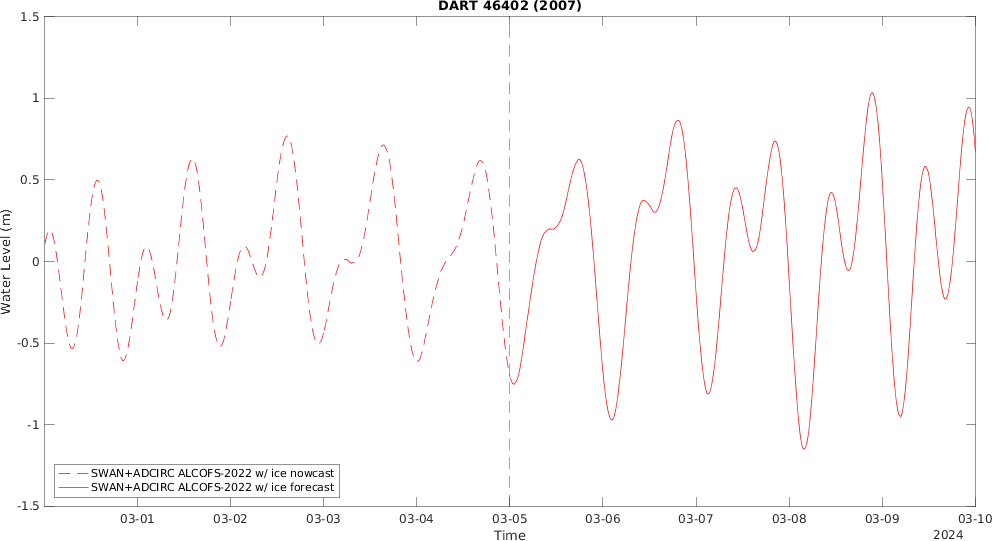 DART 46402 (2007)
1.5
1
0.5
0
-0.5
-1
-1.5
Water Level (m)
SWAN+ADCIRC ALCOFS-2022 w/ ice nowcast
SWAN+ADCIRC ALCOFS-2022 w/ ice forecast
03-01 03-02 03-03 03-04 03-05 03-06 03-07 03-08 03-09 03-10
Time
2024